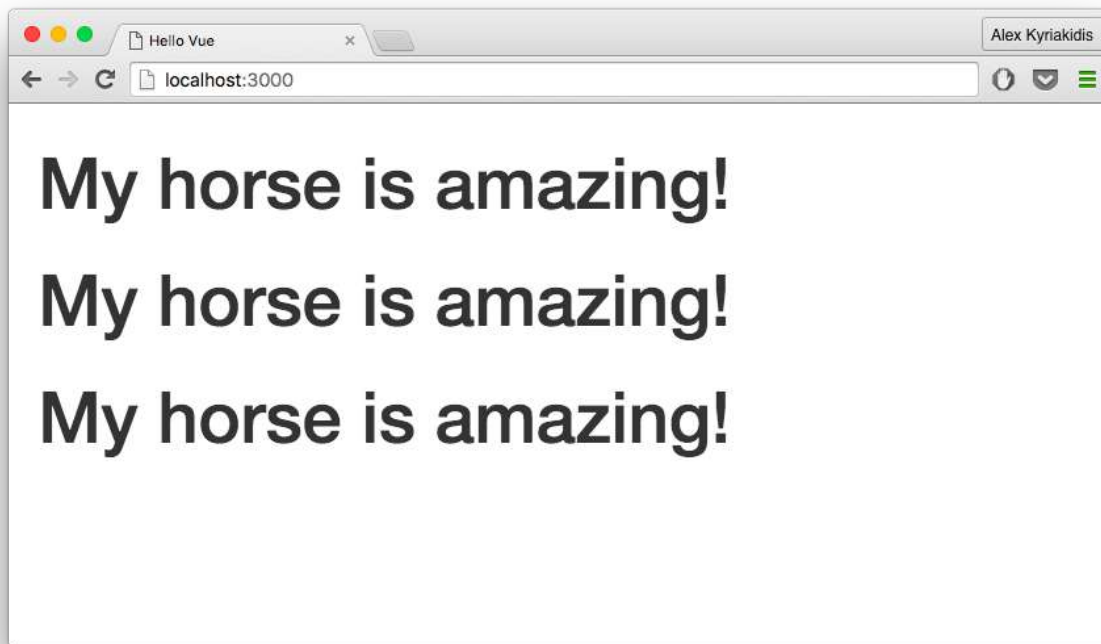 Hello Vue
Alex Kyriakidis
localhost:3000
My horse is amazing!
My horse is amazing!
My horse is amazing!